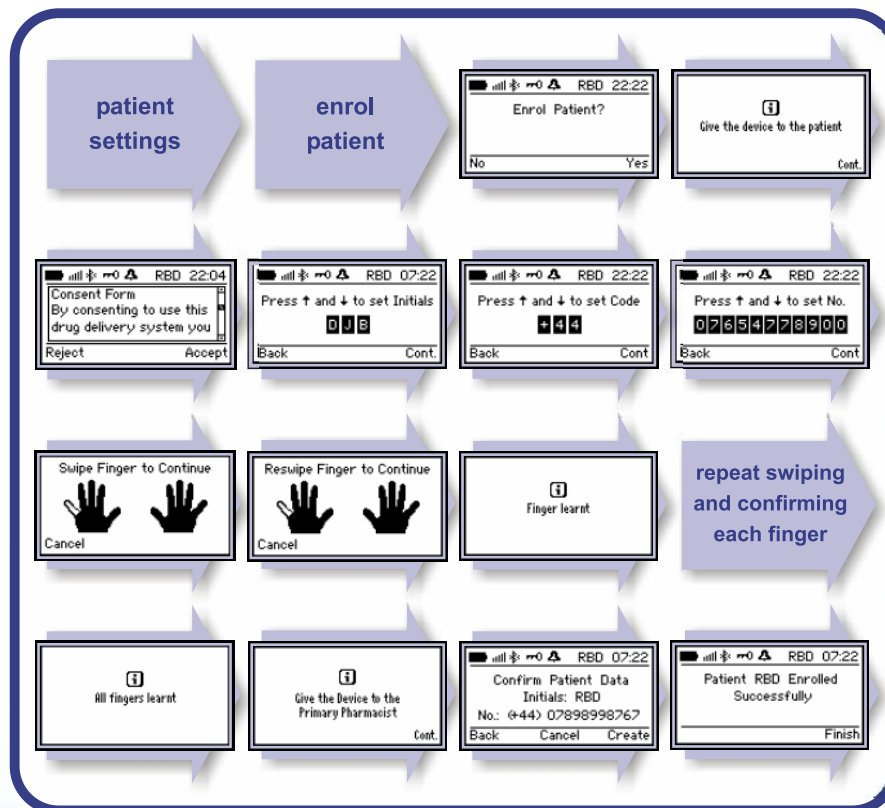 patient
settings
enrol
patient
RBD 22:22
Enrol Patient?
No Yes
Give the device to the patient
Cont.
RBD 22:04
Consent Form
By consenting to use this
drug delivery system you
Reject Accept
RBD 07:22
Press ↑ and ↓ to set Initials
DJB
Back Cont.
RBD 22:22
Press ↑ and ↓ to set Code
+44
Back Cont
RBD 22:22
Press ↑ and ↓ to set No.
07654778900
Back Cont
Swipe Finger to Continue
Cancel
Reswipe Finger to Continue
Cancel
Finger learnt
repeat swiping
and confirming
each finger
All fingers learnt
Give the Device to the
Primary Pharmacist
Cont.
RBD 07:22
Confirm Patient Data
Initials: RBD
No.: (+44) 07898998767
Back Cancel Create
RBD 07:22
Patient RBD Enrolled
Successfully
Finish